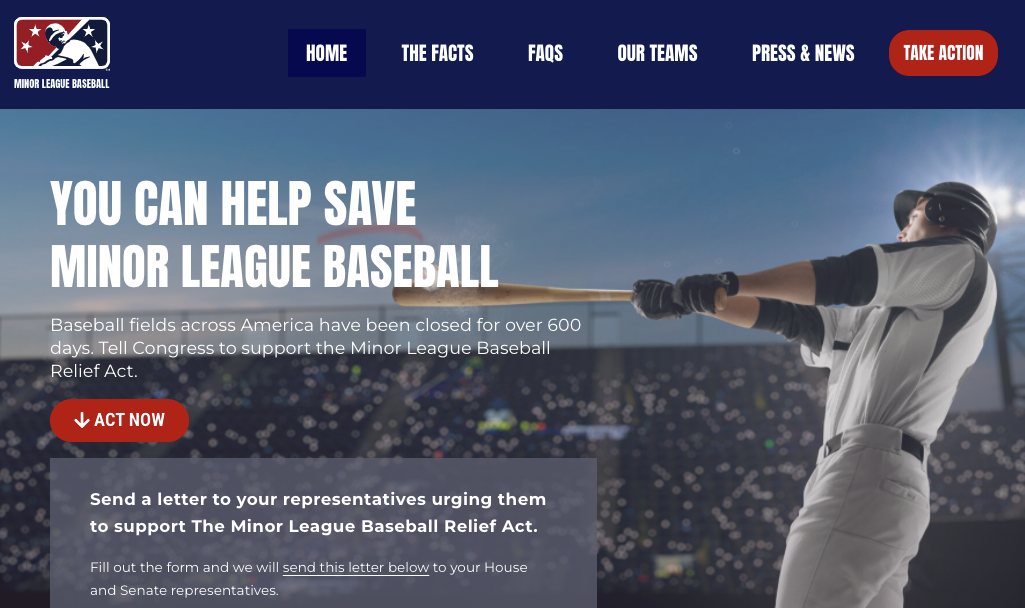 MINOR LEAGUE BASEBALL
HOME
THE FACTS
FAQS
OUR TEAMS
PRESS & NEWS
TAKE ACTION
YOU CAN HELP SAVE
MINOR LEAGUE BASEBALL
Baseball fields across America have been closed for over 600
days. Tell Congress to support the Minor League Baseball
Relief Act.
ACT NOW
Send a letter to your representatives urging them
to support The Minor League Baseball Relief Act.
Fill out the form and we will send this letter below to your House
and Senate representatives.